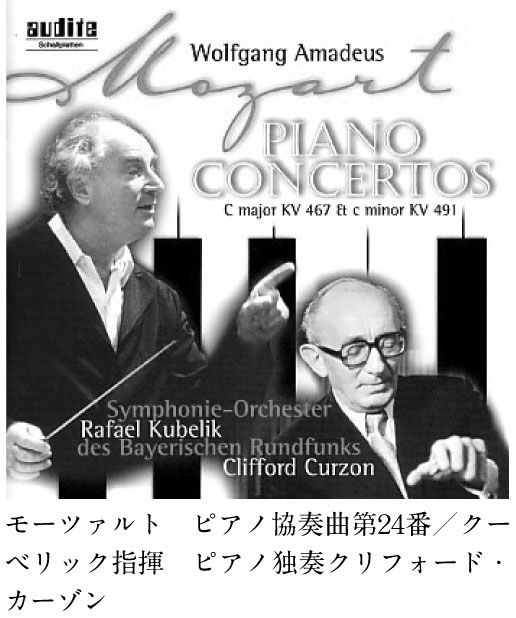 audite
Schallplatten
Wolfgang Amadeus
Mozart
PIANO
CONCERTOS
C major KV 467 & c minor KV 491
Symphonie-Orchester
Rafael Kubelik
des Bayerischen Rundfunks
Clifford Curzon
モーツァルト　ピアノ協奏曲第24番／クー
ベリック指揮　ピアノ独奏クリフォード・
カーゾン